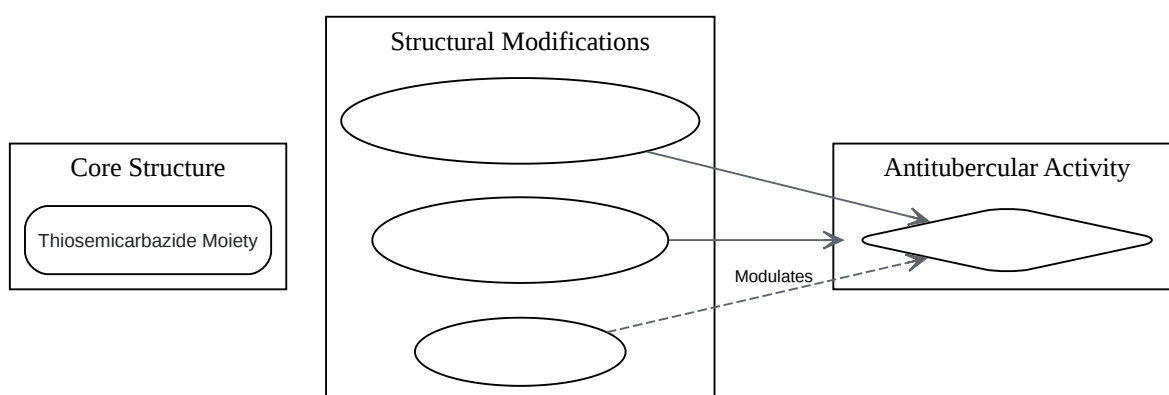 Structural Modifications
Core Structure
Thiosemicarbazide Moiety
Antitubercular Activity
Modulates